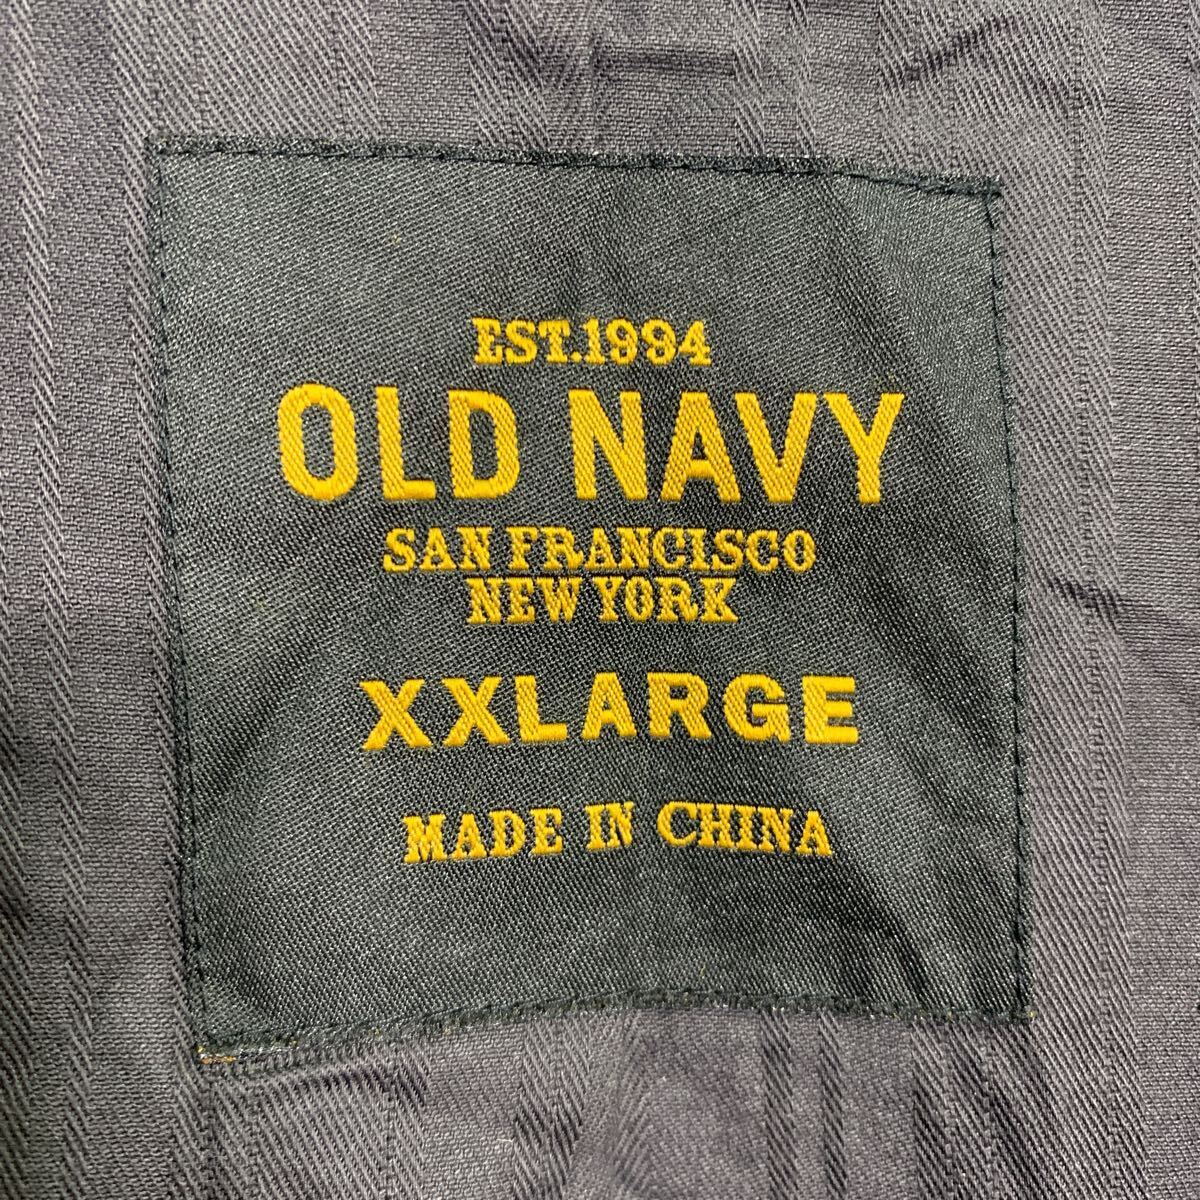 EST.1994
OLD NAVY
SAN FRANCISCO
NEW YORK
XXLARGE
MADE IN CHINA